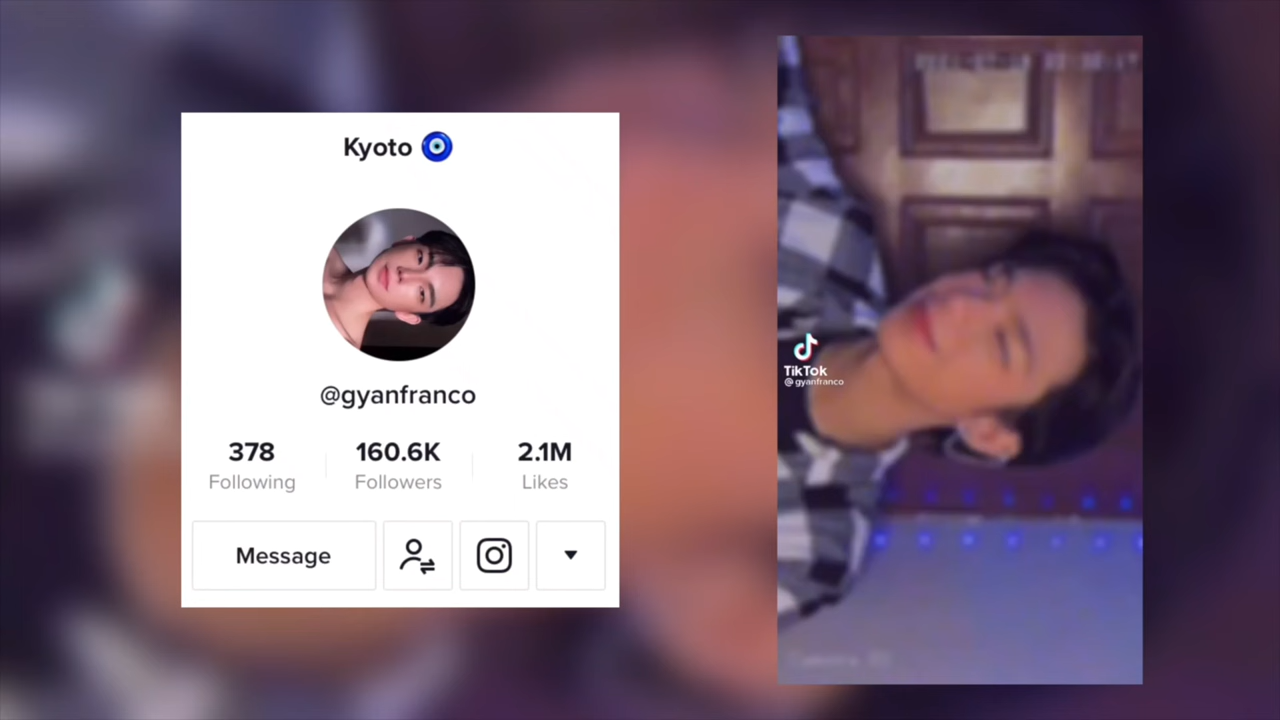 Kyoto
@gyanfranco
378 160.6K 2.1M
Following Followers Likes
Message
TikTok
@gyanfranco